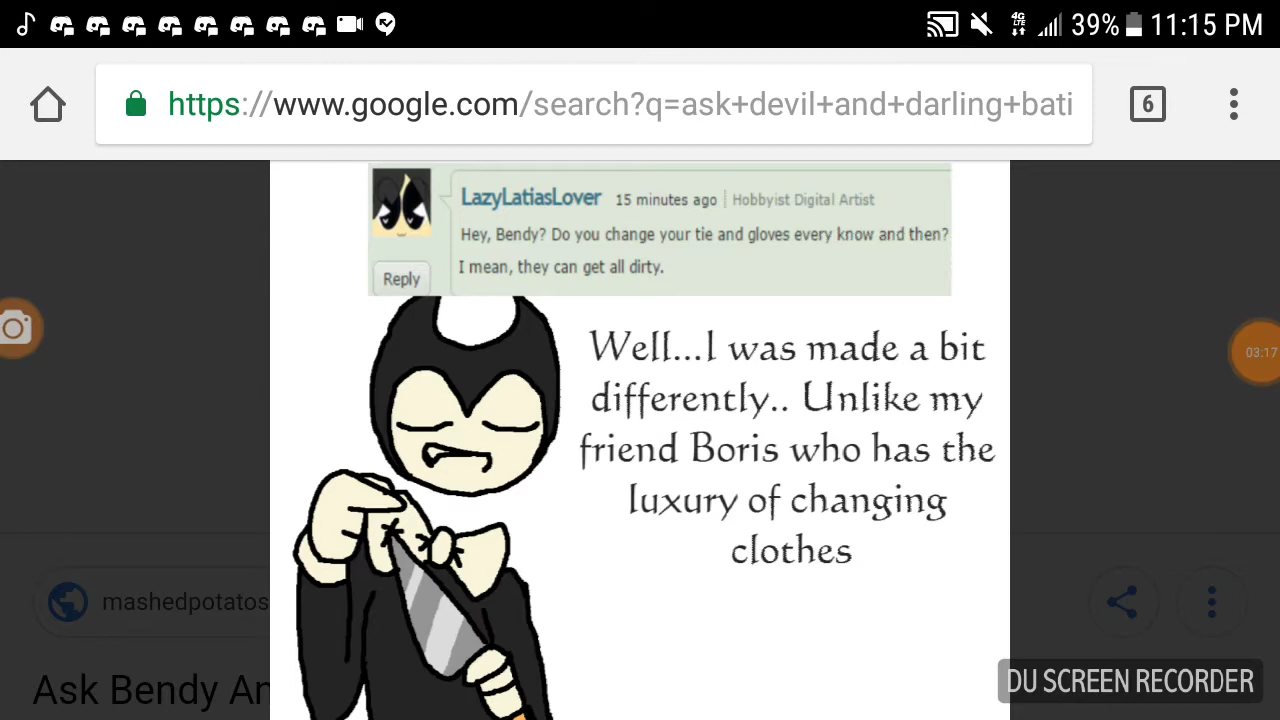 39% 11:15 PM
https://www.google.com/search?q=ask+devil+and+darling+bati
6
LazyLatiasLover 15 minutes ago Hobbyist Digital Artist
Hey, Bendy? Do you change your tie and gloves every know and then?
I mean, they can get all dirty.
Reply
Well...I was made a bit
differently.. Unlike my
friend Boris who has the
luxury of changing
clothes
03:17
mashedpotatos
Ask Bendy An
DU SCREEN RECORDER